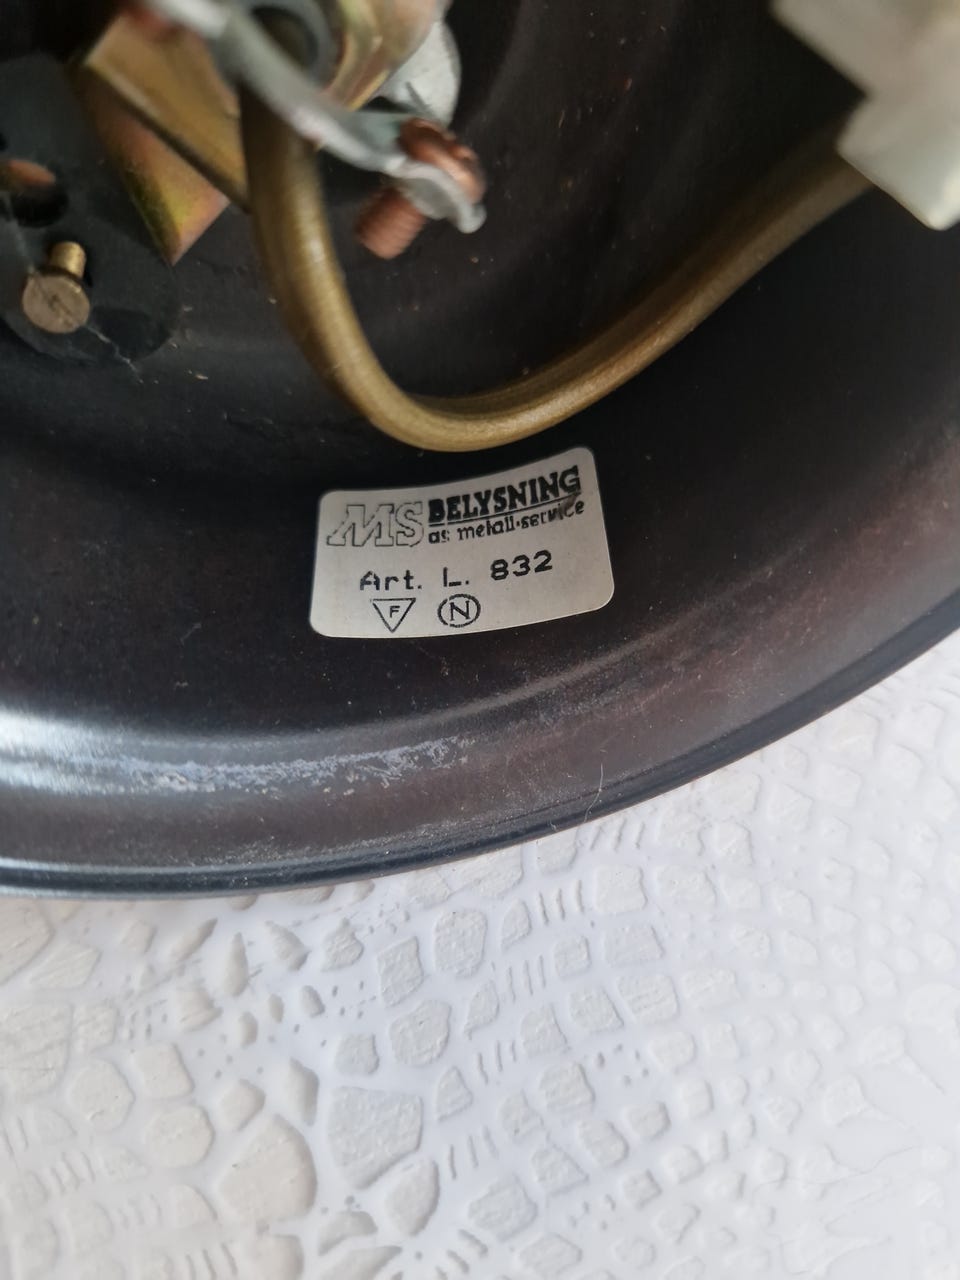 MS BELYSNING
as metall-service
Art. L. 832
F N